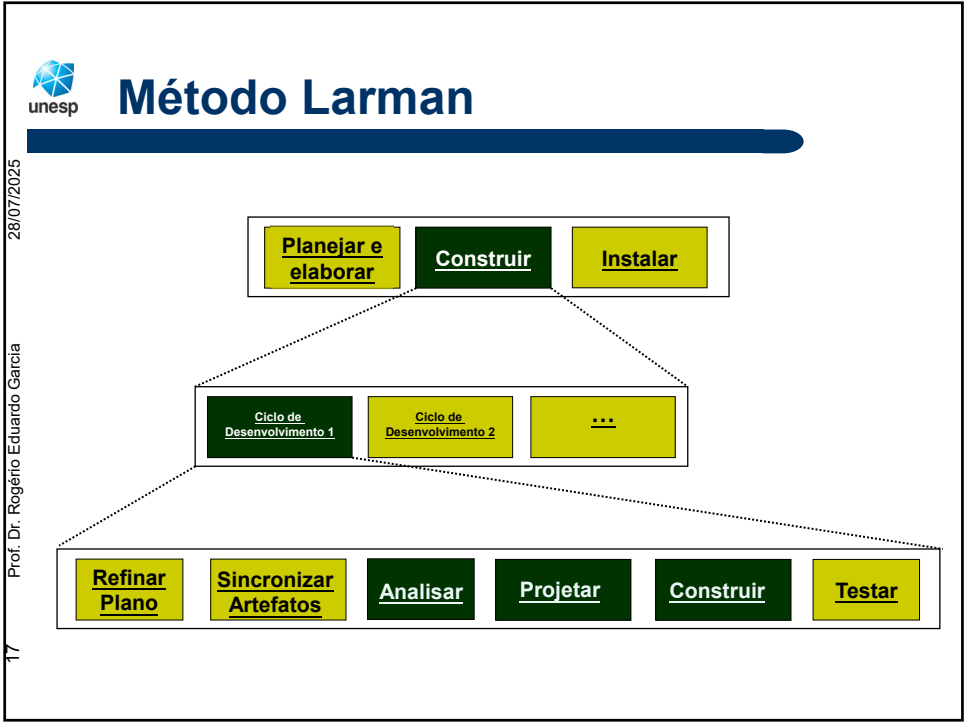 unesp
Método Larman
28/07/2025
Prof. Dr. Rogério Eduardo Garcia
17
Planejar e
elaborar
Construir
Instalar
Ciclo de
Desenvolvimento 1
Ciclo de
Desenvolvimento 2
...
Refinar
Plano
Sincronizar
Artefatos
Analisar
Projetar
Construir
Testar